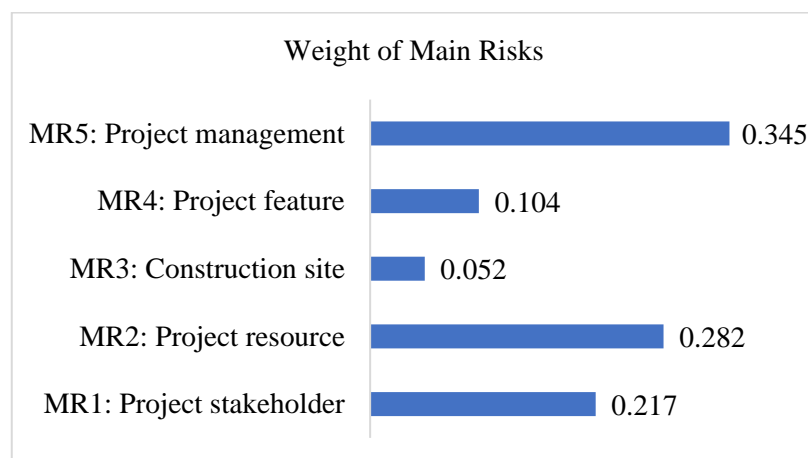 Weight of Main Risks
MR5: Project management 0.345
MR4: Project feature 0.104
MR3: Construction site 0.052
MR2: Project resource 0.282
MR1: Project stakeholder 0.217